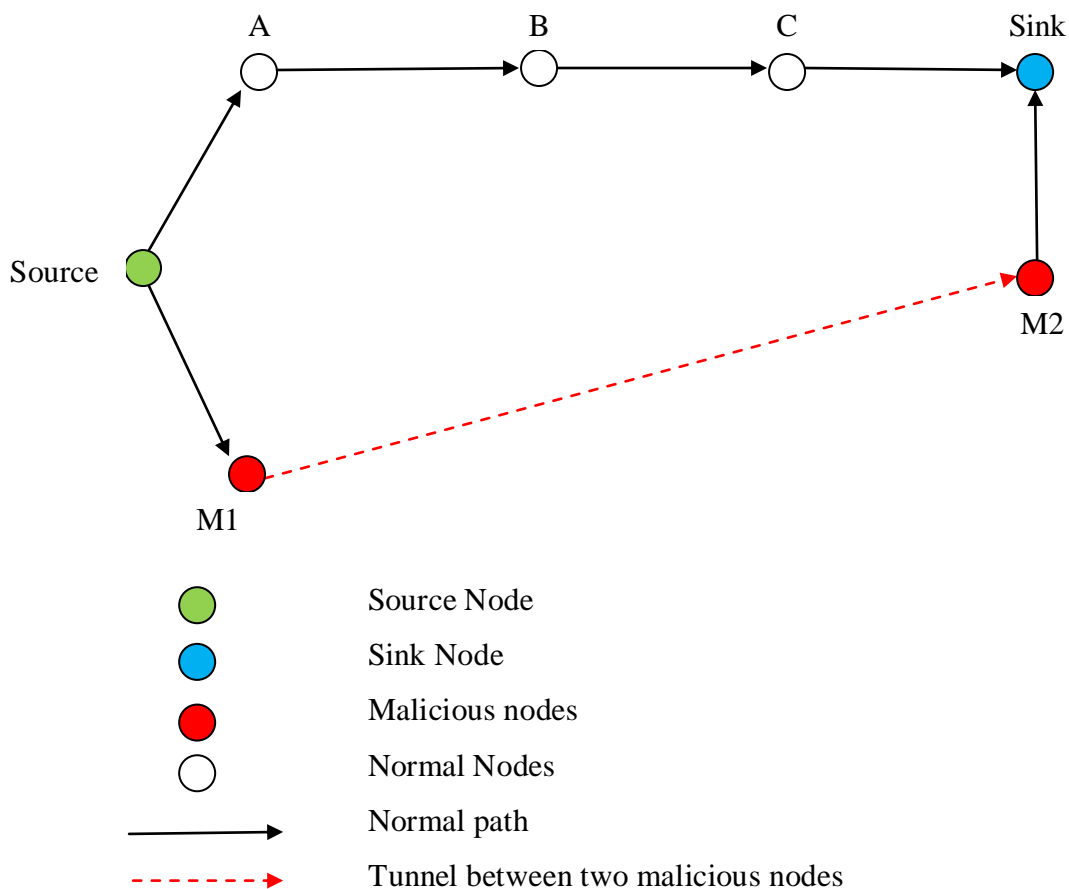 A
B
C
Sink
Source
M2
M1
Source Node
Sink Node
Malicious nodes
Normal Nodes
Normal path
Tunnel between two malicious nodes